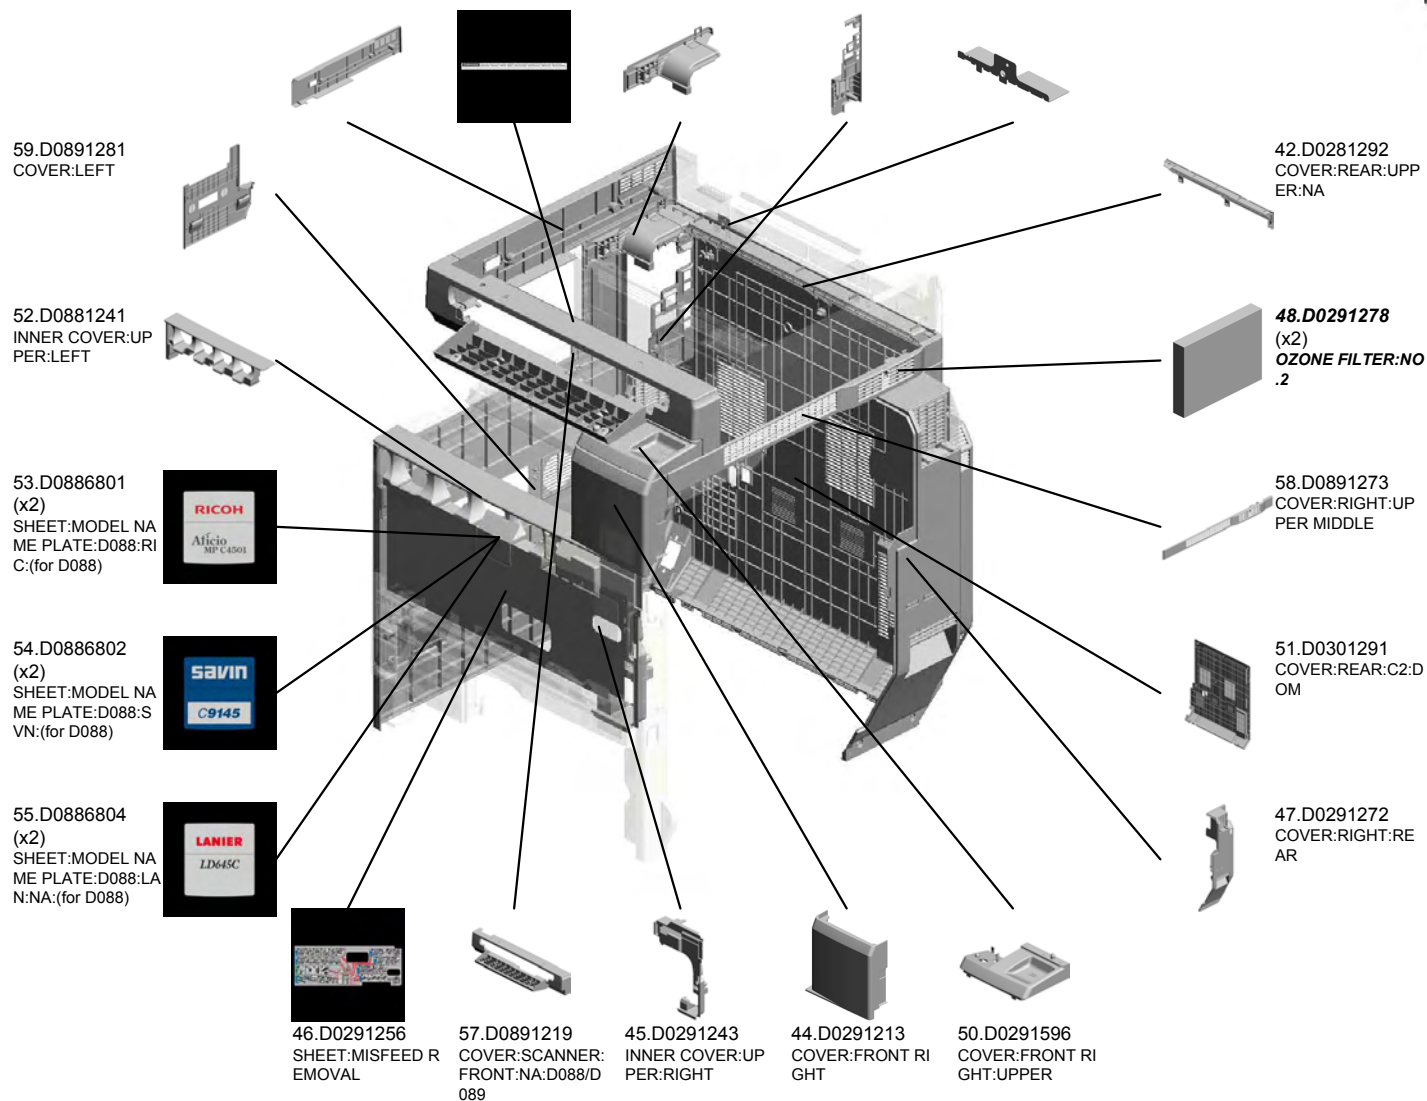 59.D0891281
COVER:LEFT
42.D0281292
COVER:REAR:UPP
ER:NA
52.D0881241
INNER COVER:UP
PER:LEFT
48.D0291278
(x2)
OZONE FILTER:NO
.2
53.D0886801
(x2)
SHEET:MODEL NA
ME PLATE:D088:RI
C:(for D088)
RICOH
Aficio
MP C4501
58.D0891273
COVER:RIGHT:UP
PER MIDDLE
54.D0886802
(x2)
SHEET:MODEL NA
ME PLATE:D088:S
VN:(for D088)
savin
C9145
51.D0301291
COVER:REAR:C2:D
OM
55.D0886804
(x2)
SHEET:MODEL NA
ME PLATE:D088:LA
N:NA:(for D088)
LANIER
LD645C
47.D0291272
COVER:RIGHT:RE
AR
46.D0291256
SHEET:MISFEED R
EMOVAL
57.D0891219
COVER:SCANNER:
FRONT:NA:D088/D
089
45.D0291243
INNER COVER:UP
PER:RIGHT
44.D0291213
COVER:FRONT RI
GHT
50.D0291596
COVER:FRONT RI
GHT:UPPER